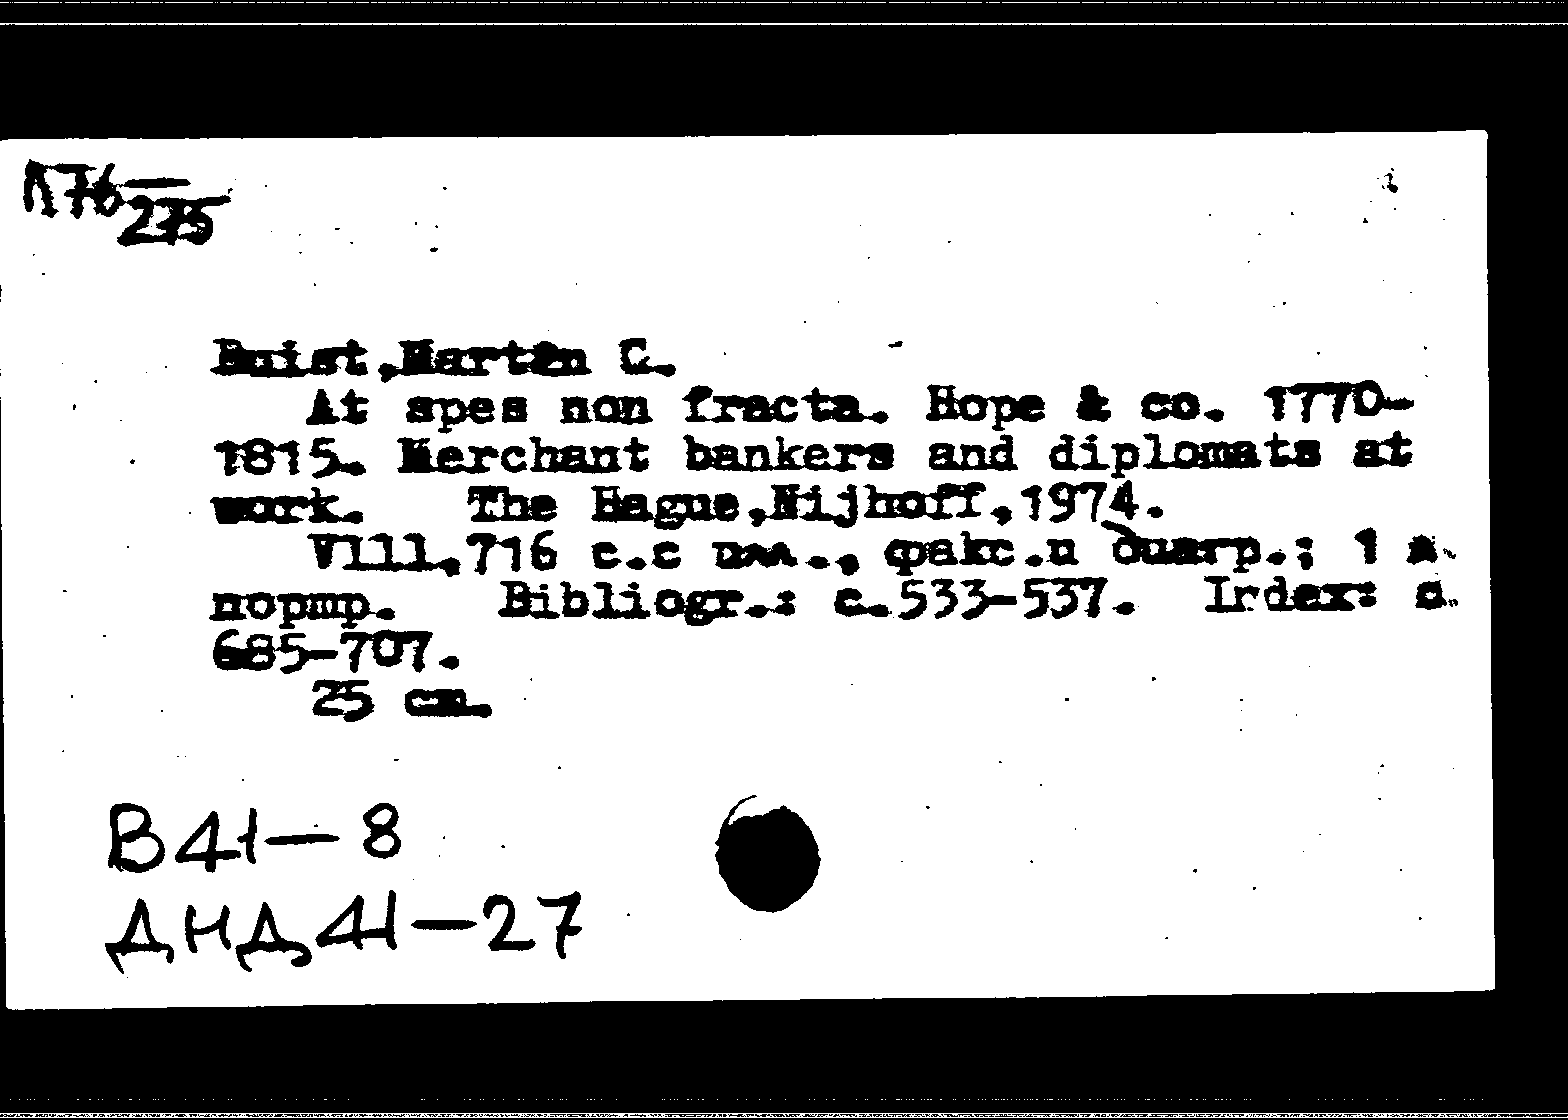 Л76—
275
Buist, Marten C.
At spes non fracta. Hope & co. 1770-
1815. Merchant bankers and diplomats at
work. The Hague, Nijhoff, 1974.
VIII, 716 c.c илл., факс.и диагр.; 1 л.
портр. Bibliogr.: c.533-537. Index: c.
685-707.
25 см.
В41—8
ДНД41—27